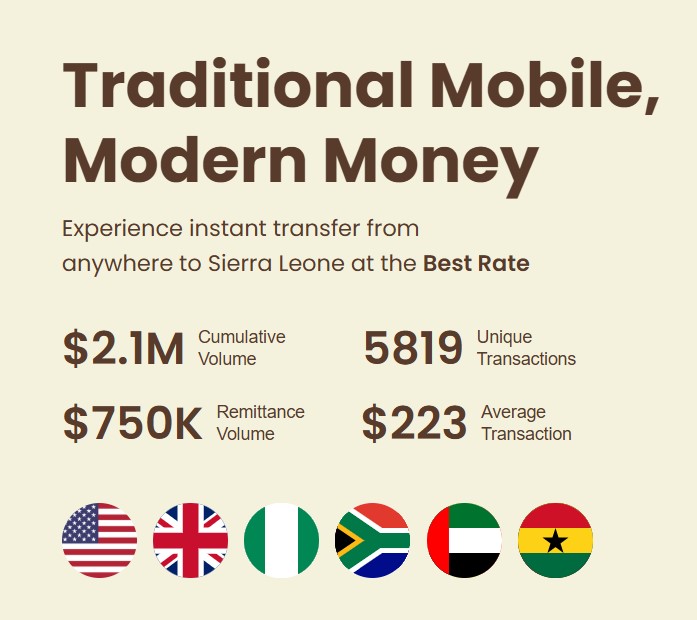 Traditional Mobile,
Modern Money
Experience instant transfer from
anywhere to Sierra Leone at the Best Rate
$2.1M Cumulative Volume
5819 Unique Transactions
$750K Remittance Volume
$223 Average Transaction